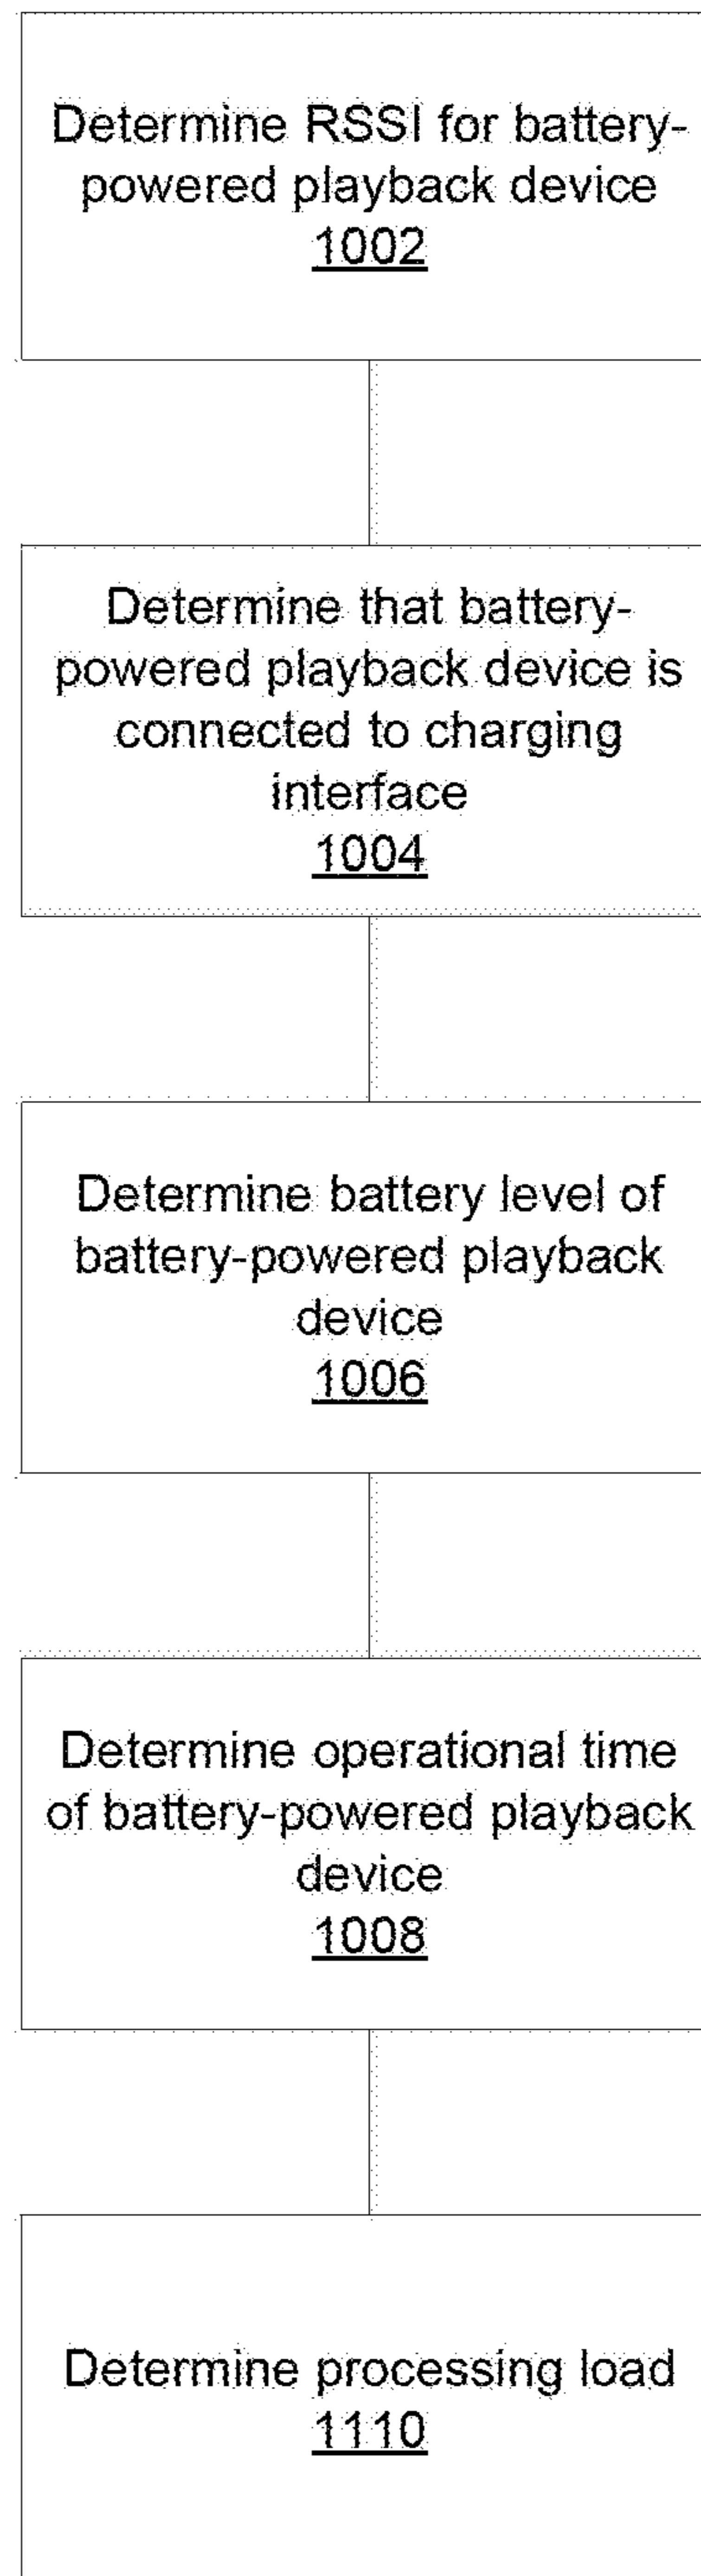 Determine RSSI for battery-
powered playback device
1002
Determine that battery-
powered playback device is
connected to charging
interface
1004
Determine battery level of
battery-powered playback
device
1006
Determine operational time
of battery-powered playback
device
1008
Determine processing load
1110